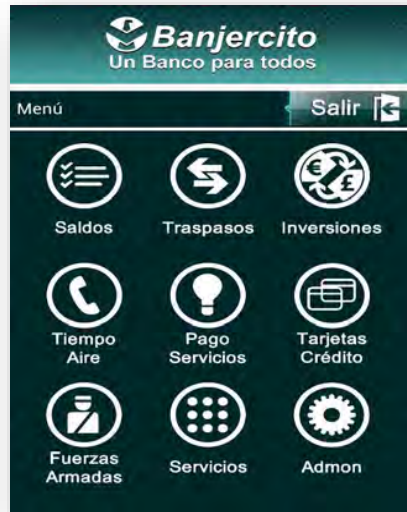 Banjercito
Un Banco para todos
Menú
Salir
Saldos
Traspasos
Inversiones
Tiempo
Aire
Pago
Servicios
Tarjetas
Crédito
Fuerzas
Armadas
Servicios
Admon